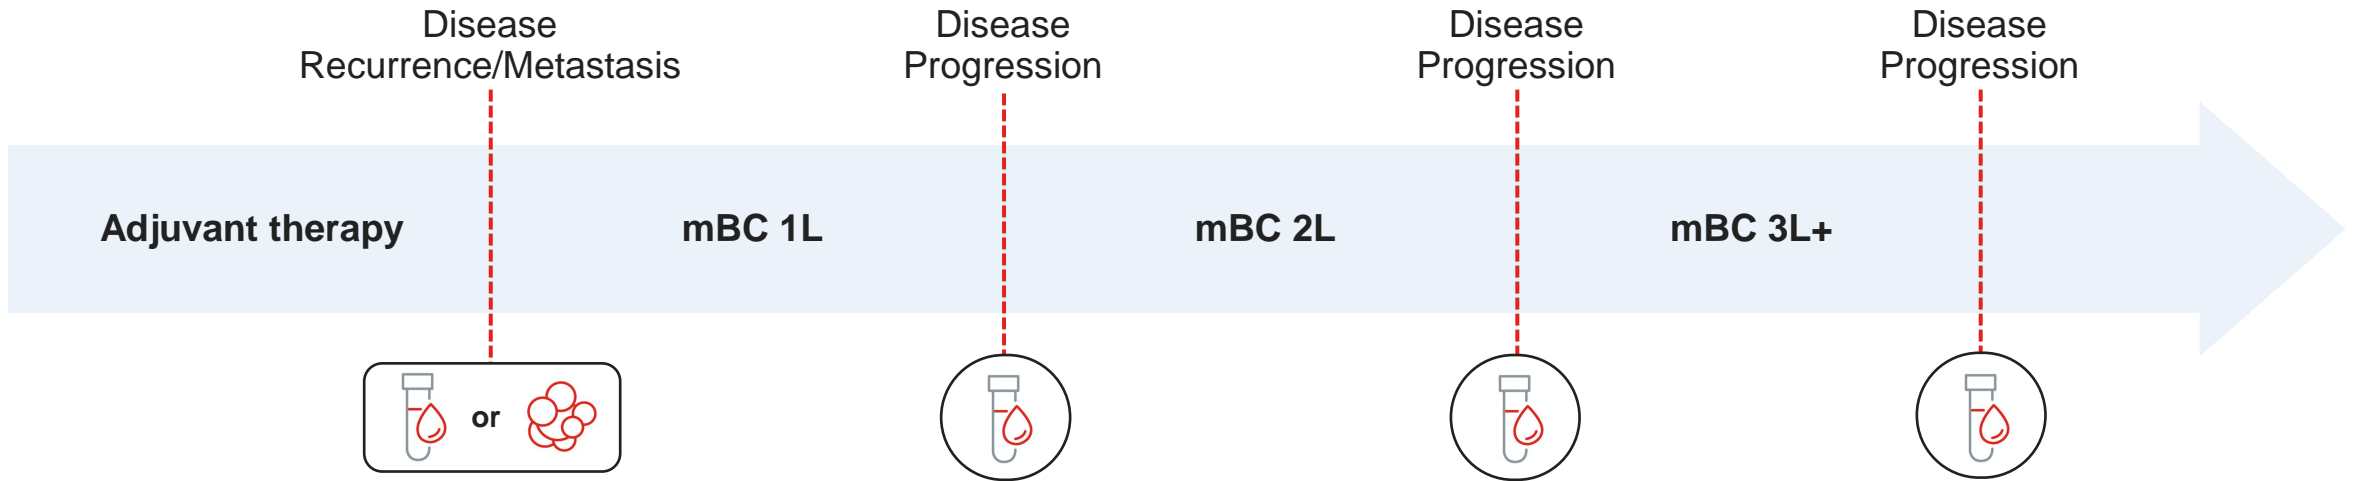 Disease
Recurrence/Metastasis
Disease
Progression
Disease
Progression
Disease
Progression
Adjuvant therapy
mBC 1L
mBC 2L
mBC 3L+
or